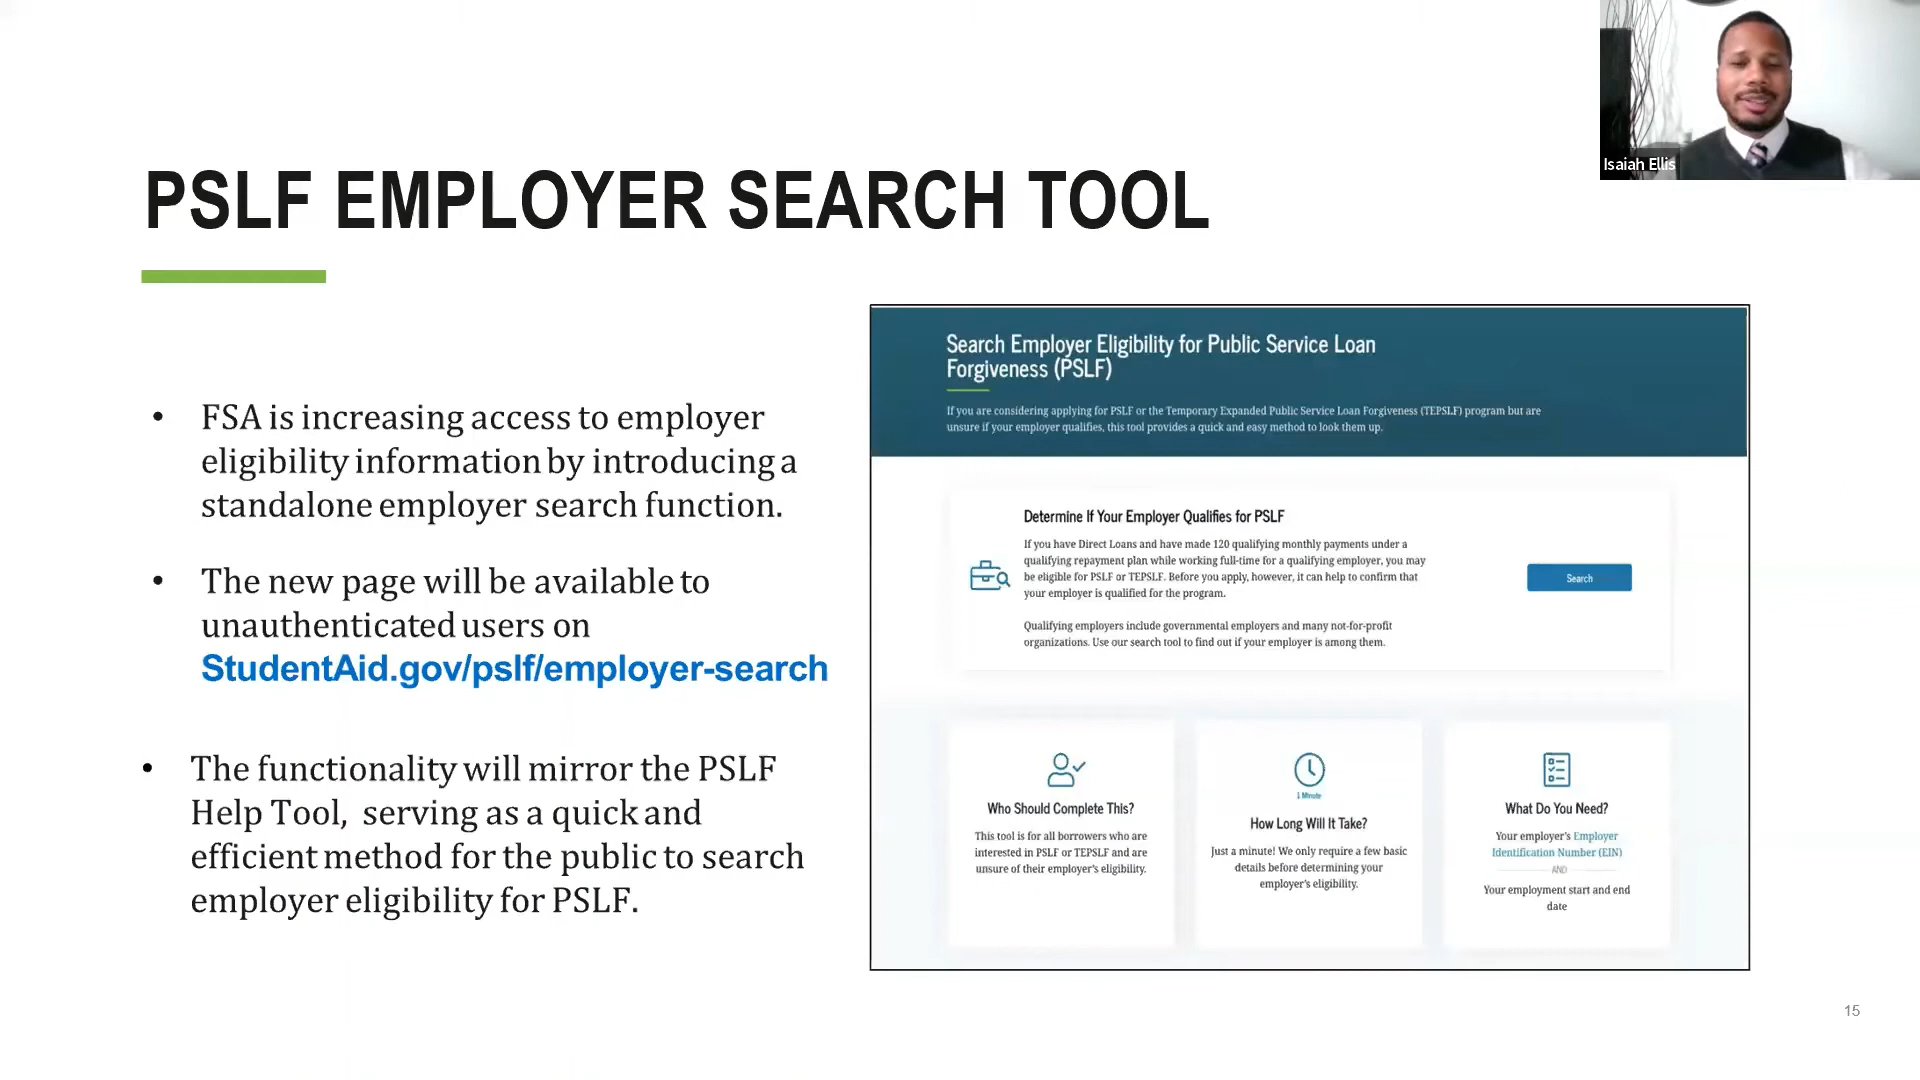 Isaiah Ellis
PSLF EMPLOYER SEARCH TOOL
• FSA is increasing access to employer
eligibility information by introducing a
standalone employer search function.
• The new page will be available to
unauthenticated users on
StudentAid.gov/pslf/employer-search
• The functionality will mirror the PSLF
Help Tool, serving as a quick and
efficient method for the public to search
employer eligibility for PSLF.
Search Employer Eligibility for Public Service Loan
Forgiveness (PSLF)
If you are considering applying for PSLF or the Temporary Expanded Public Service Loan Forgiveness (TEPSLF) program but are
unsure if your employer qualifies, this tool provides a quick and easy method to look them up.
Determine If Your Employer Qualifies for PSLF
If you have Direct Loans and have made 120 qualifying monthly payments under a
qualifying repayment plan while working full-time for a qualifying employer, you may
be eligible for PSLF or TEPSLF. Before you apply, however, it can help to confirm that
your employer is qualified for the program.
Qualifying employers include governmental employers and many not-for-profit
organizations. Use our search tool to find out if your employer is among them.
Search
Who Should Complete This?
This tool is for all borrowers who are
interested in PSLF or TEPSLF and are
unsure of their employer's eligibility.
1 Minute
How Long Will It Take?
Just a minute! We only require a few basic
details before determining your
employer's eligibility.
What Do You Need?
Your employer's Employer
Identification Number (EIN)
AND
Your employment start and end
date
15